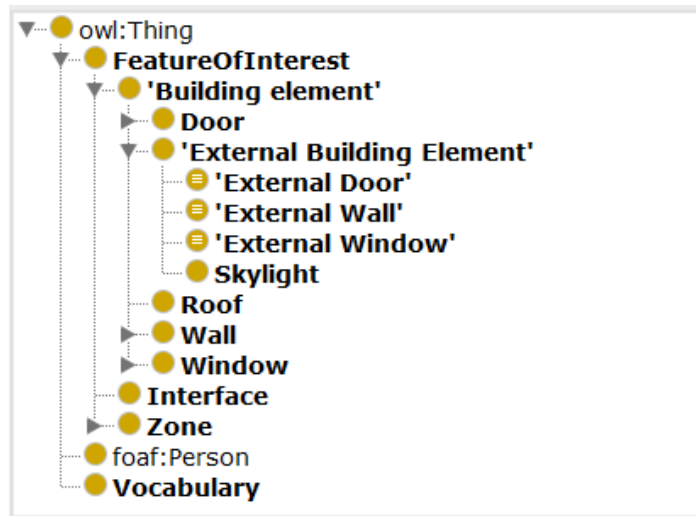 owl:Thing
FeatureOfInterest
'Building element'
Door
'External Building Element'
'External Door'
'External Wall'
'External Window'
Skylight
Roof
Wall
Window
Interface
Zone
foaf:Person
Vocabulary